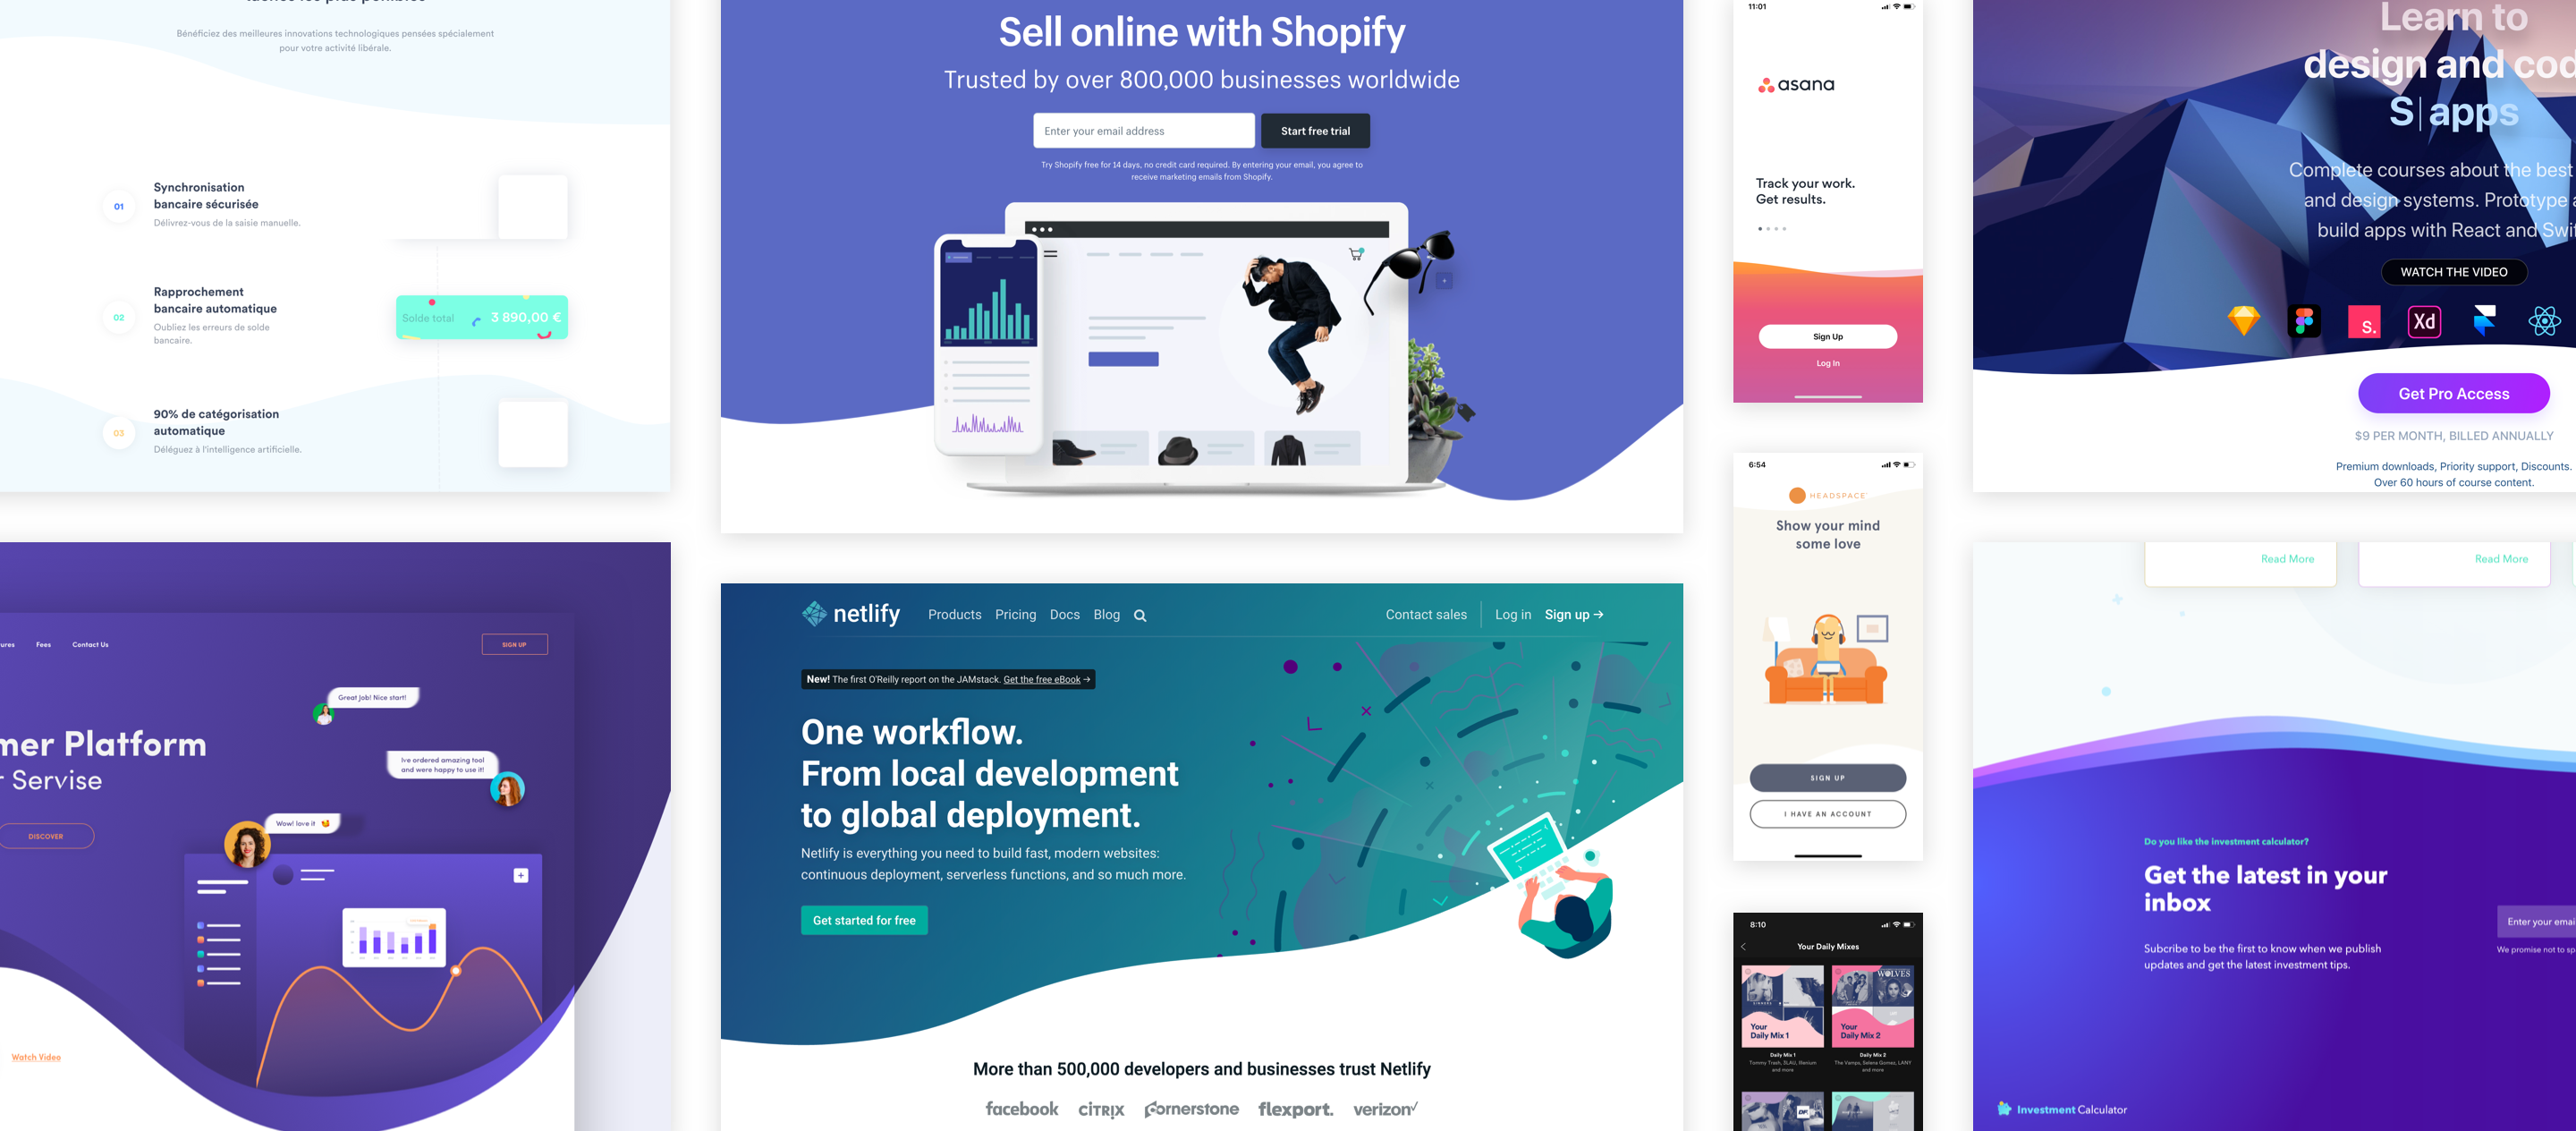 Bénéficiez des meilleures innovations technologiques pensées spécialement
pour votre activité libérale.
01
Synchronisation
bancaire sécurisée
Délivrez-vous de la saisie manuelle.
02
Rapprochement
bancaire automatique
Oubliez les erreurs de solde
bancaire.
Solde total
3 890,00 €
03
90% de catégorisation
automatique
Déléguez à l'intelligence artificielle.
Fees
Contact Us
SIGN UP
Great Job! Nice start!
mer Platform
r Servise
Ive ordered amazing tool
and were happy to use it!
Wow! love it
DISCOVER
Watch Video
Sell online with Shopify
Trusted by over 800,000 businesses worldwide
Enter your email address
Start free trial
Try Shopify free for 14 days, no credit card required. By entering your email, you agree to
receive marketing emails from Shopify.
netlify
Products
Pricing
Docs
Blog
Contact sales
Log in
Sign up →
New! The first O'Reilly report on the JAMstack. Get the free eBook →
One workflow.
From local development
to global deployment.
Netlify is everything you need to build fast, modern websites:
continuous deployment, serverless functions, and so much more.
Get started for free
More than 500,000 developers and businesses trust Netlify
facebook
CITRIX
Cornerstone
flexport.
verizon✓
11:01
asana
Track your work.
Get results.
Sign Up
Log In
6:54
HEADSPACE
Show your mind
some love
SIGN UP
I HAVE AN ACCOUNT
8:10
Your Daily Mixes
WOLVES
Your
Daily Mix 1
Your
Daily Mix 2
Daily Mix 1
Tommy Trash, 3LAU, Illenium
and more
Daily Mix 2
The Vamps, Selena Gomez, LANY
and more
Learn to
design and cod
S|apps
Complete courses about the best
and design systems. Prototype a
build apps with React and Swi
WATCH THE VIDEO
S.
Xd
Get Pro Access
$9 PER MONTH, BILLED ANNUALLY
Premium downloads, Priority support, Discounts.
Over 60 hours of course content.
Read More
Read More
Do you like the investment calculator?
Get the latest in your
inbox
Subcribe to be the first to know when we publish
updates and get the latest investment tips.
Enter your emai
We promise not to sp
Investment Calculator